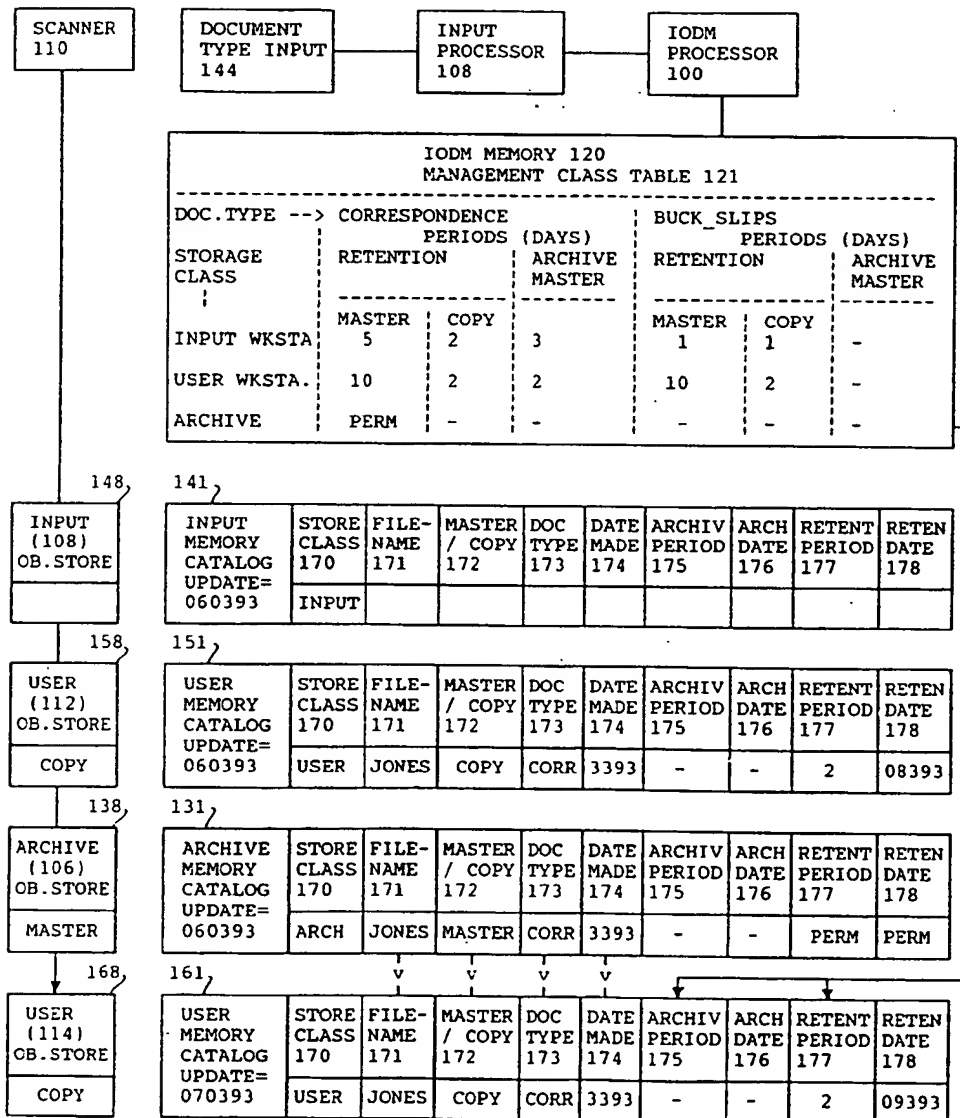 SCANNER
110
DOCUMENT
TYPE INPUT
144
INPUT
PROCESSOR
108
IODM
PROCESSOR
100
IODM MEMORY 120
MANAGEMENT CLASS TABLE 121
DOC.TYPE --> CORRESPONDENCE BUCK_SLIPS
PERIODS (DAYS) PERIODS (DAYS)
STORAGE RETENTION ARCHIVE RETENTION ARCHIVE
CLASS MASTER MASTER
MASTER COPY MASTER COPY
INPUT WKSTA 5 2 3 1 1 -
USER WKSTA. 10 2 2 10 2 -
ARCHIVE PERM - - - - -
148 141
INPUT
(108)
OB.STORE
INPUT
MEMORY
CATALOG
UPDATE=
060393
STORE FILE- MASTER DOC DATE ARCHIV ARCH RETENT RETEN
CLASS NAME / COPY TYPE MADE PERIOD DATE PERIOD DATE
170 171 172 173 174 175 176 177 178
INPUT
158 151
USER
(112)
OB.STORE
COPY
USER
MEMORY
CATALOG
UPDATE=
060393
STORE FILE- MASTER DOC DATE ARCHIV ARCH RETENT RETEN
CLASS NAME / COPY TYPE MADE PERIOD DATE PERIOD DATE
170 171 172 173 174 175 176 177 178
USER JONES COPY CORR 3393 - - 2 08393
138 131
ARCHIVE
(106)
OB.STORE
MASTER
ARCHIVE
MEMORY
CATALOG
UPDATE=
060393
STORE FILE- MASTER DOC DATE ARCHIV ARCH RETENT RETEN
CLASS NAME / COPY TYPE MADE PERIOD DATE PERIOD DATE
170 171 172 173 174 175 176 177 178
ARCH JONES MASTER CORR 3393 - - PERM PERM
v v v v
168 161
USER
(114)
OB.STORE
COPY
USER
MEMORY
CATALOG
UPDATE=
070393
STORE FILE- MASTER DOC DATE ARCHIV ARCH RETENT RETEN
CLASS NAME / COPY TYPE MADE PERIOD DATE PERIOD DATE
170 171 172 173 174 175 176 177 178
USER JONES COPY CORR 3393 - - 2 09393